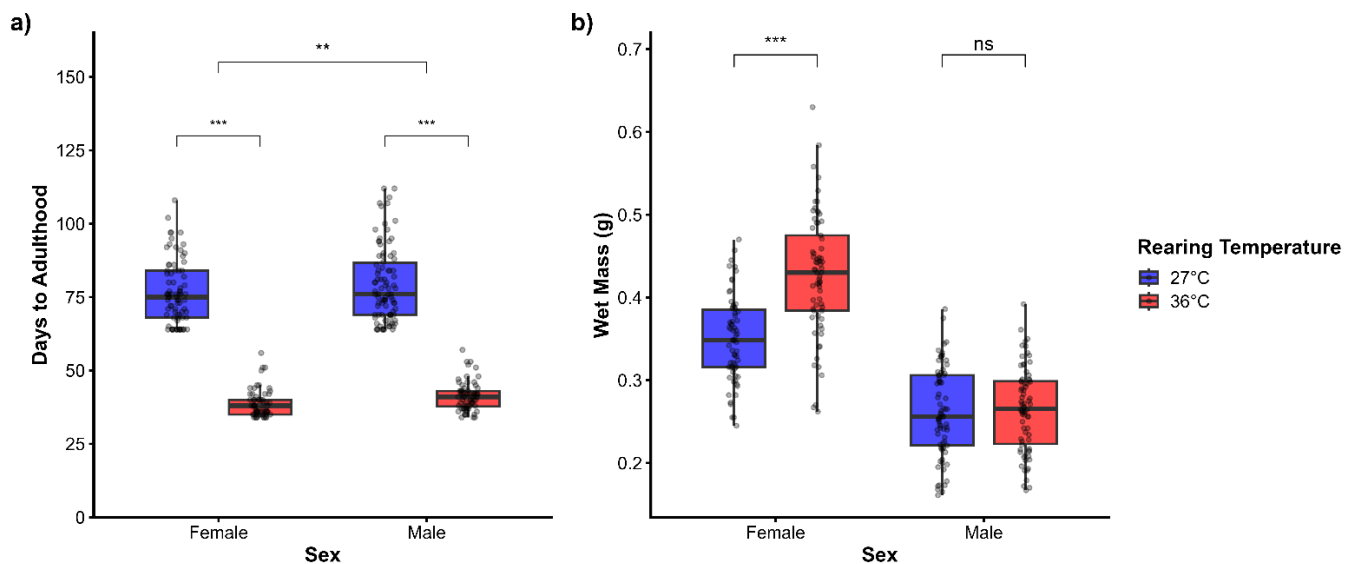 a)
Days to Adulthood
150
125
100
75
50
25
0
**
***
***
Female
Male
Sex
b)
Wet Mass (g)
0.7
0.6
0.5
0.4
0.3
0.2
***
ns
Female
Male
Sex
Rearing Temperature
27°C
36°C